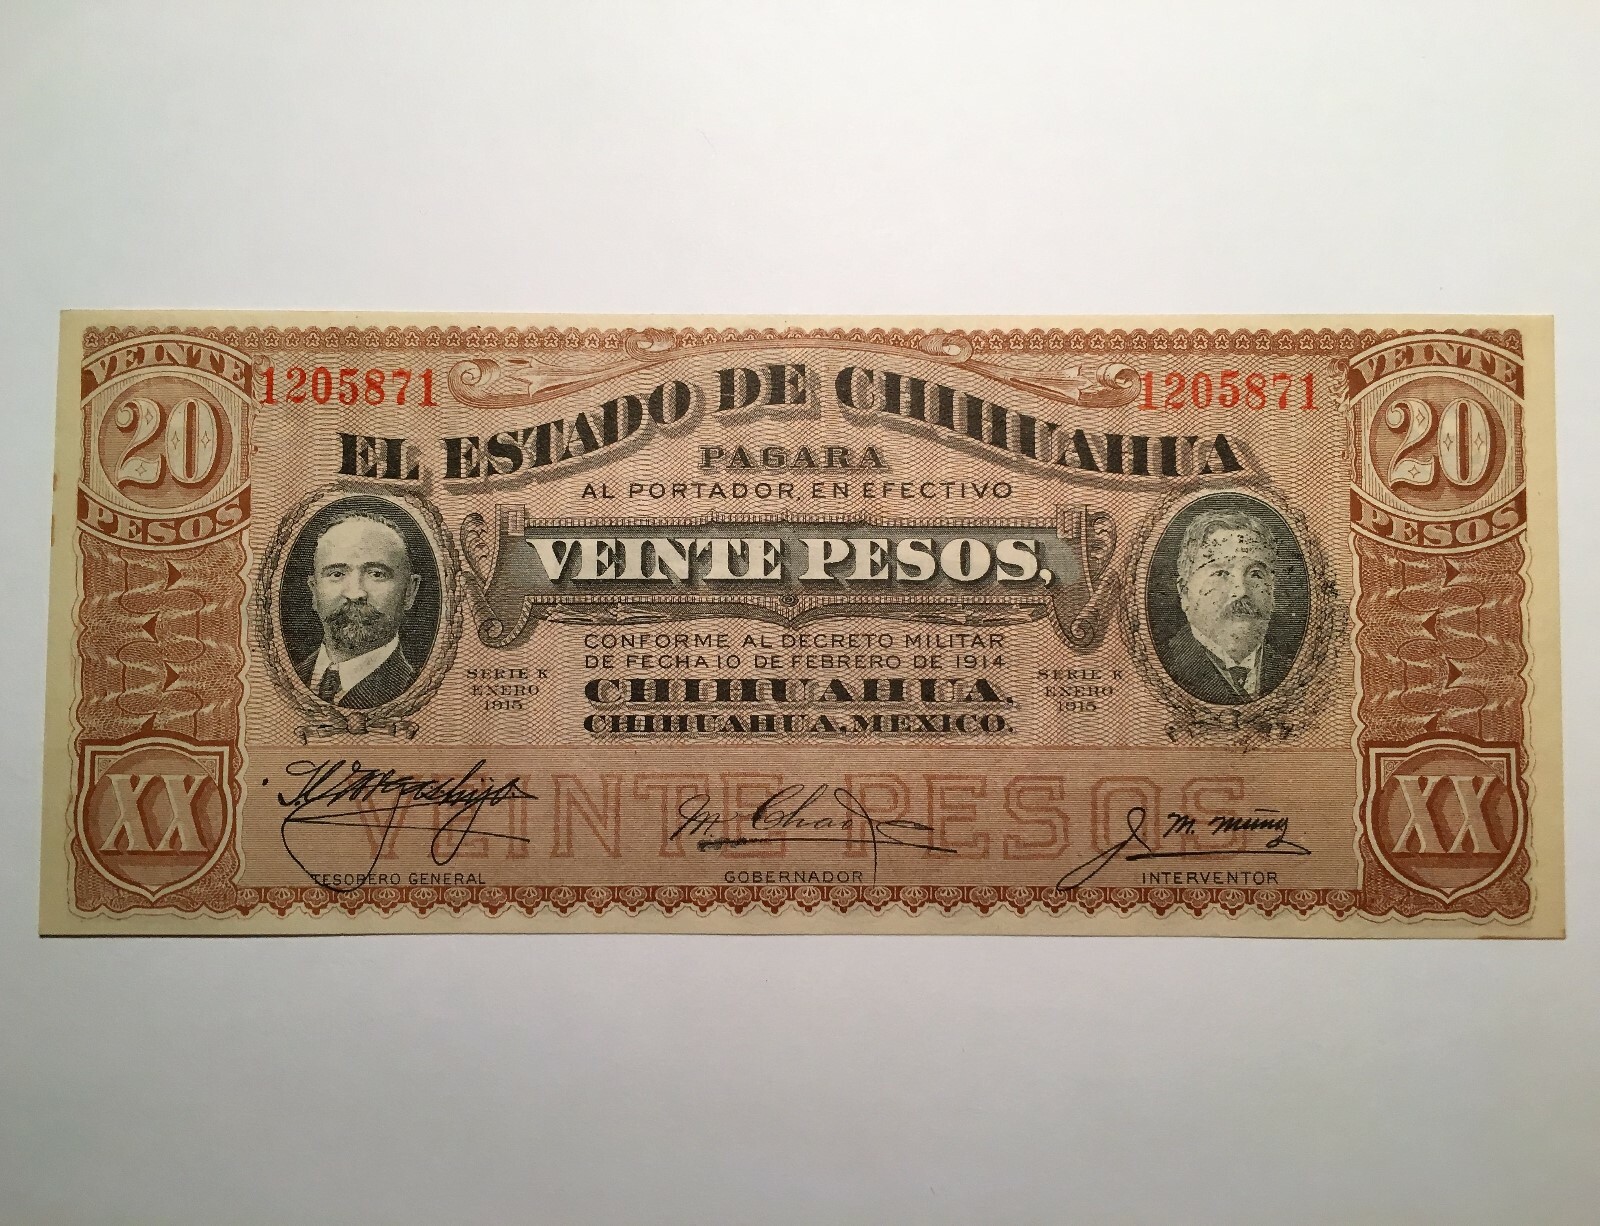 VEINTE
20
PESOS
1205871
1205871
VEINTE
20
PESOS
EL ESTADO DE CHIHUAHUA
PAGARA
AL PORTADOR, EN EFECTIVO
VEINTE PESOS,
CONFORME AL DECRETO MILITAR
DE FECHA 10 DE FEBRERO DE 1914
CHIHUAHUA,
CHIHUAHUA, MEXICO.
SERIE K
ENERO
1915
SERIE K
ENERO
1915
XX
VEINTE PESOS
XX
M Chao
J M. Muñoz
TESORERO GENERAL
GOBERNADOR
INTERVENTOR